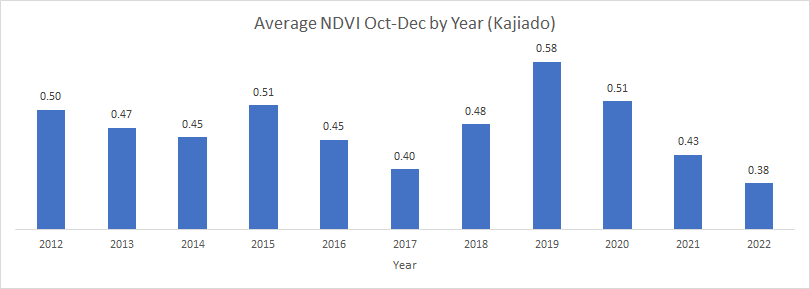 Average NDVI Oct-Dec by Year (Kajiado)
0.50 0.47 0.45 0.51 0.45 0.40 0.48 0.58 0.51 0.43 0.38
2012 2013 2014 2015 2016 2017 2018 2019 2020 2021 2022
Year